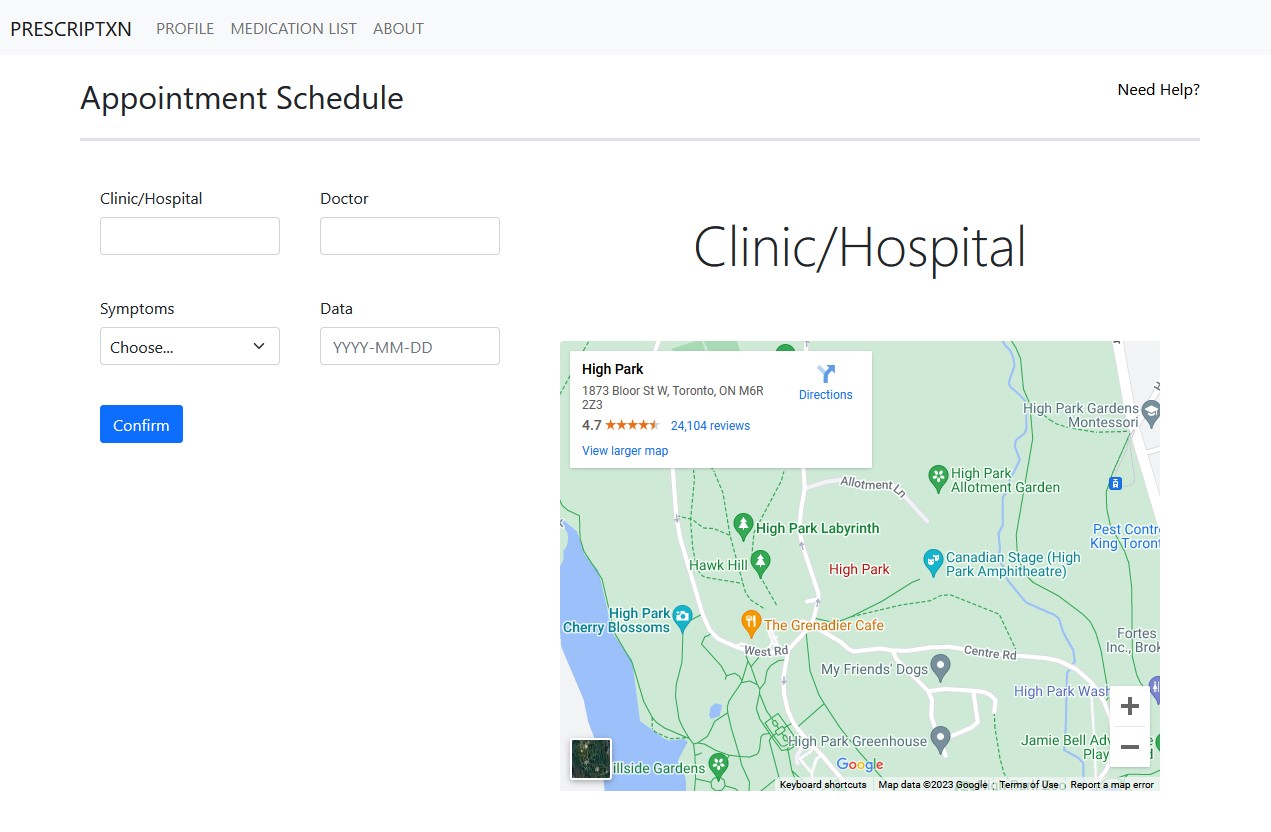 PRESCRIPTXN PROFILE MEDICATION LIST ABOUT
Appointment Schedule
Need Help?
Clinic/Hospital
Doctor
Symptoms
Choose...
Data
YYYY-MM-DD
Confirm
Clinic/Hospital
High Park
1873 Bloor St W, Toronto, ON M6R
2Z3
4.7 24,104 reviews
View larger map
Directions
High Park Gardens
Montessori
Allotment Ln
High Park
Allotment Garden
High Park Labyrinth
Pest Contr
King Toront
Hawk Hill
High Park
Canadian Stage (High
Park Amphitheatre)
High Park
Cherry Blossoms
The Grenadier Cafe
West Rd
Centre Rd
Fortes
Inc., Brok
My Friends' Dogs
High Park Wash
High Park Greenhouse
Jamie Bell Adv
Play
illside Gardens
Google
Keyboard shortcuts Map data ©2023 Google Terms of Use Report a map error